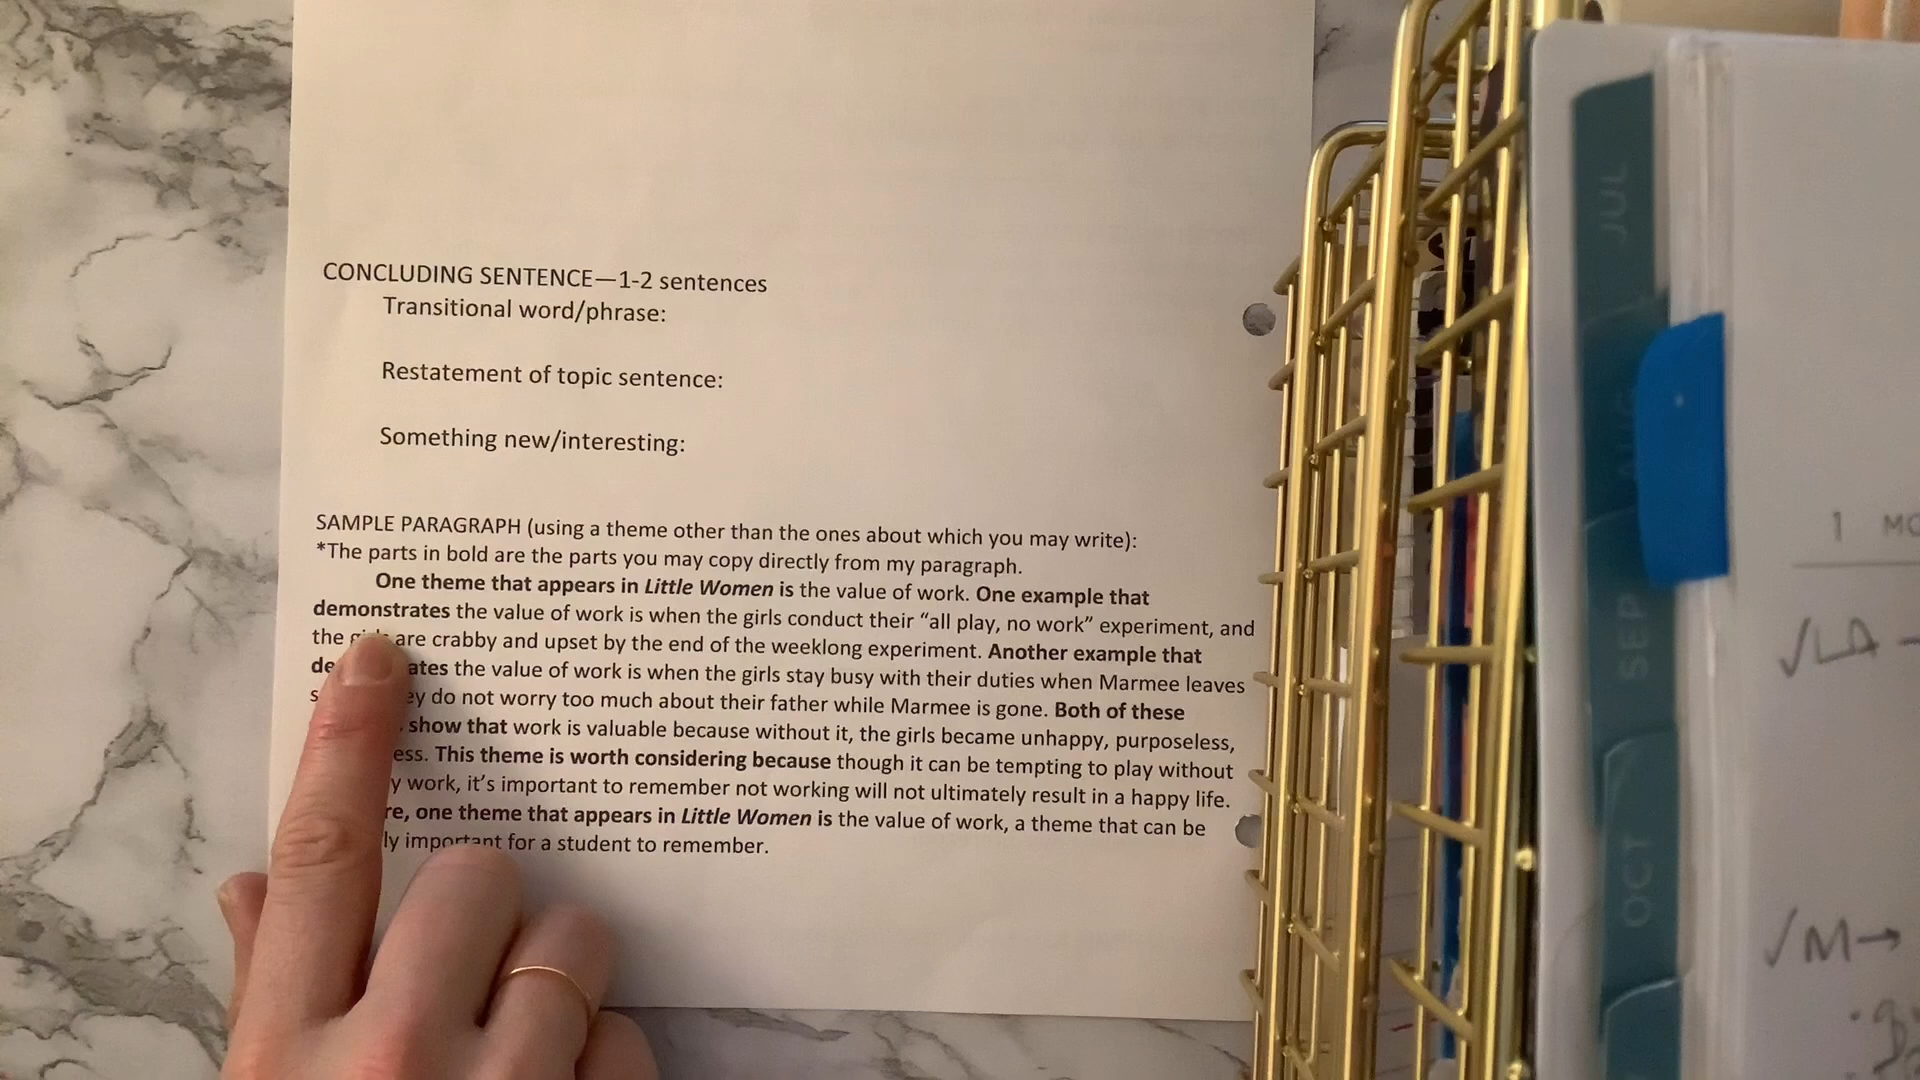 CONCLUDING SENTENCE—1-2 sentences
Transitional word/phrase:
Restatement of topic sentence:
Something new/interesting:
SAMPLE PARAGRAPH (using a theme other than the ones about which you may write):
*The parts in bold are the parts you may copy directly from my paragraph.
One theme that appears in Little Women is the value of work. One example that
demonstrates the value of work is when the girls conduct their “all play, no work” experiment, and
the girls are crabby and upset by the end of the weeklong experiment. Another example that
the value of work is when the girls stay busy with their duties when Marmee leaves
do not worry too much about their father while Marmee is gone. Both of these
show that work is valuable because without it, the girls became unhappy, purposeless,
This theme is worth considering because though it can be tempting to play without
work, it’s important to remember not working will not ultimately result in a happy life.
one theme that appears in Little Women is the value of work, a theme that can be
important for a student to remember.
JUL
SEP
OCT
1 MO
√LA -
√M→